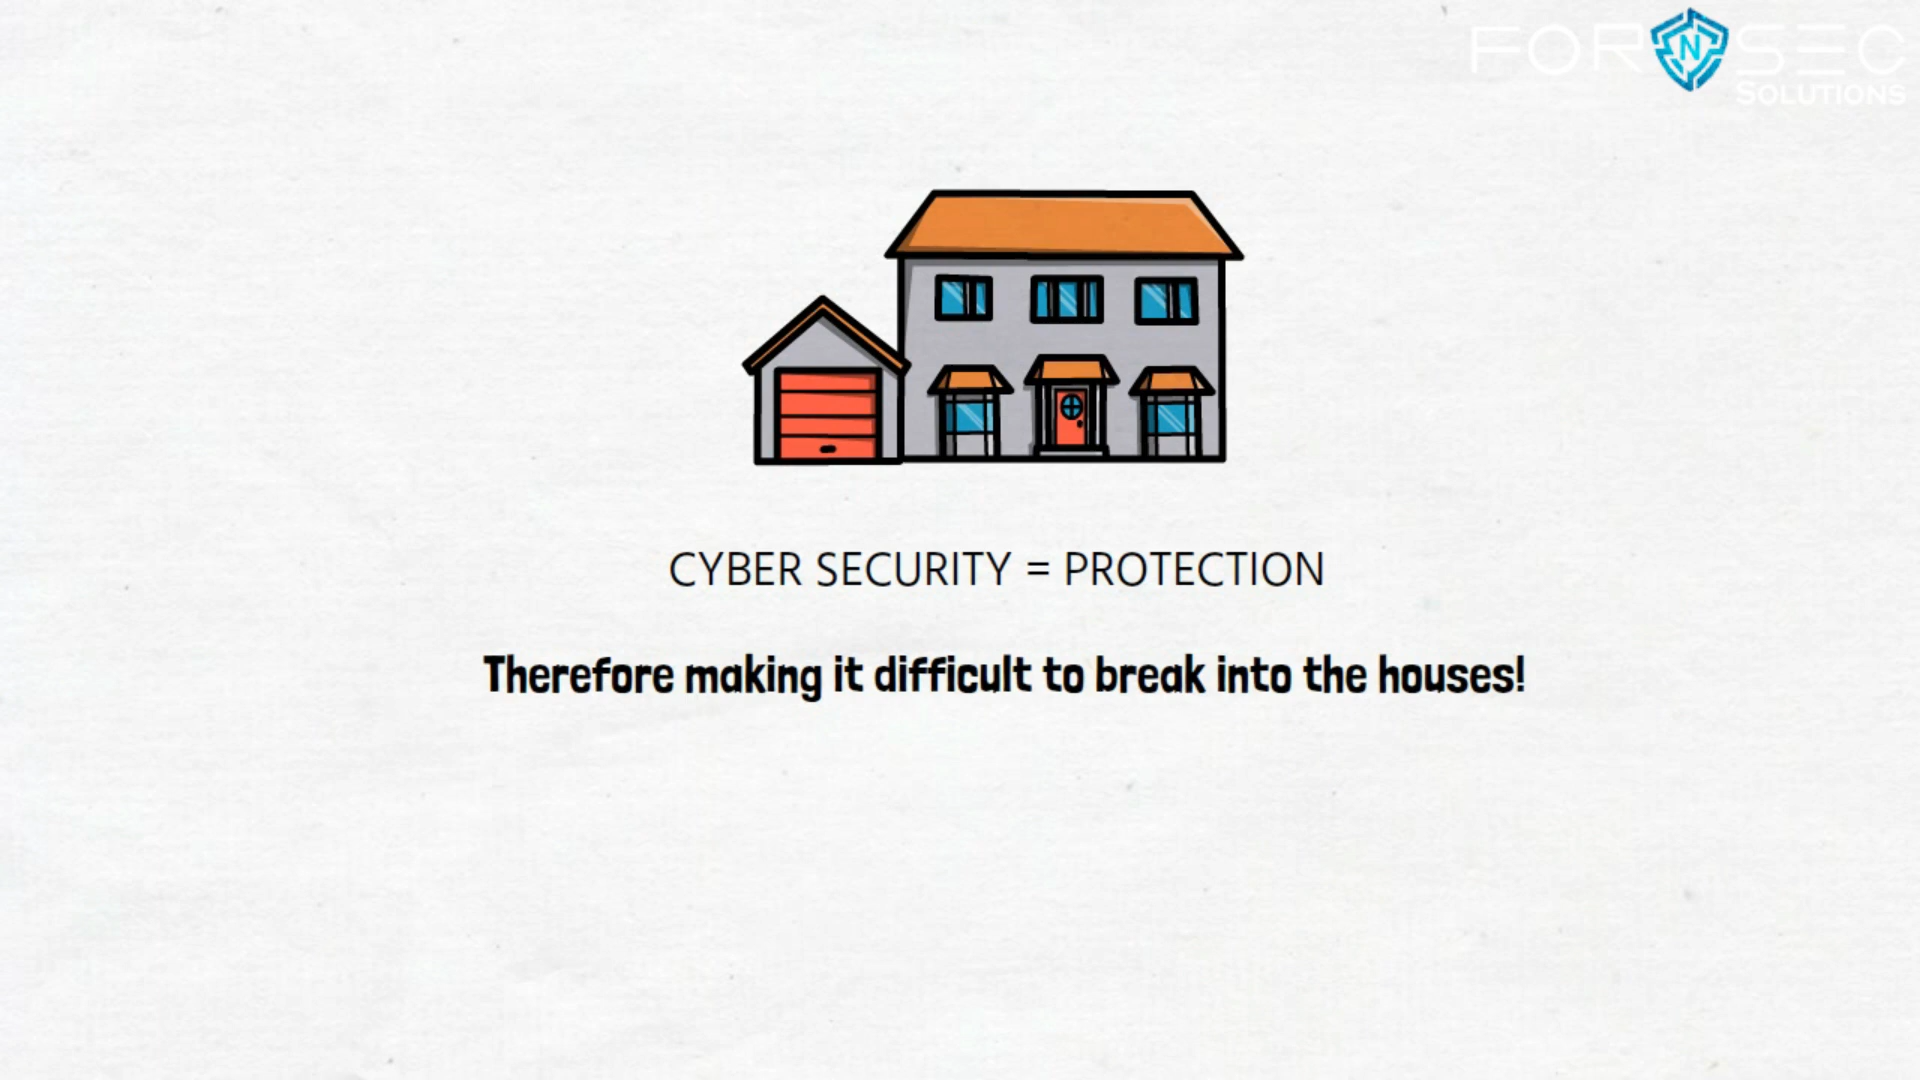 FORNSEC
SOLUTIONS
CYBER SECURITY = PROTECTION
Therefore making it difficult to break into the houses!